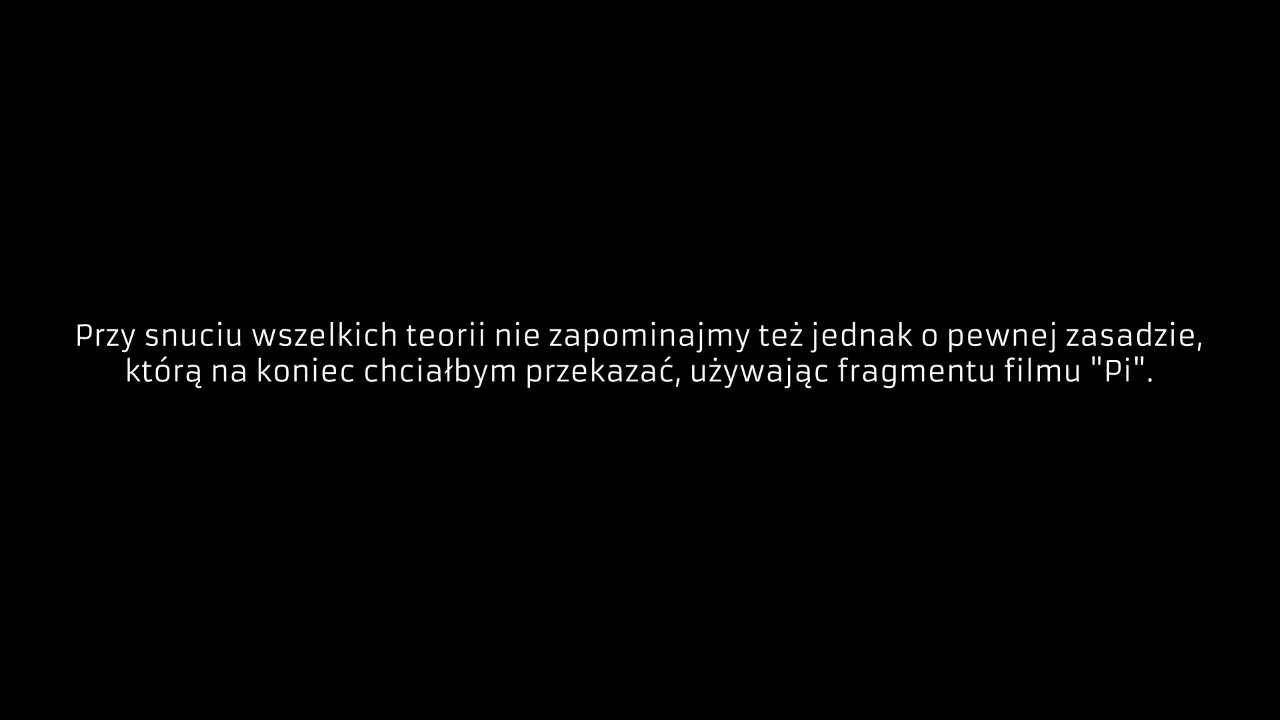 Przy snuciu wszelkich teorii nie zapominajmy też jednak o pewnej zasadzie,
którą na koniec chciałbym przekazać, używając fragmentu filmu "Pi".